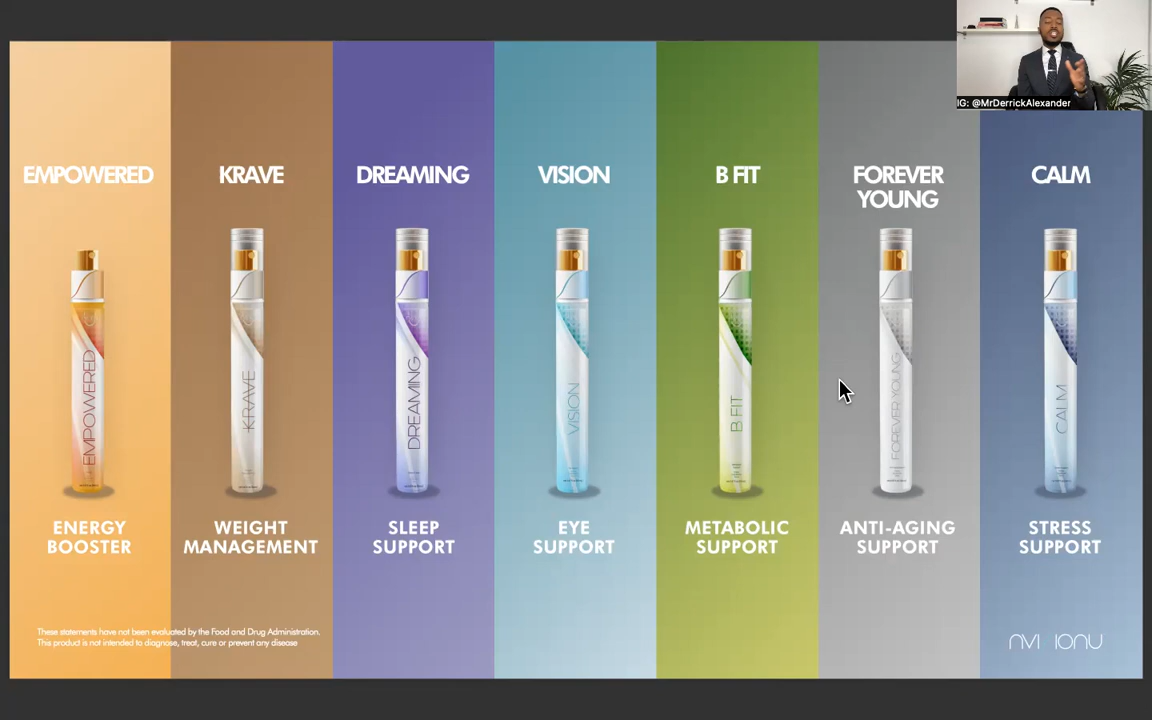 IG: @MrDerrickAlexander
EMPOWERED
KRAVE
DREAMING
VISION
B FIT
FOREVER
YOUNG
CALM
EMPOWERED
KRAVE
DREAMING
VISION
B FIT
FOREVER YOUNG
CALM
ENERGY
BOOSTER
WEIGHT
MANAGEMENT
SLEEP
SUPPORT
EYE
SUPPORT
METABOLIC
SUPPORT
ANTI-AGING
SUPPORT
STRESS
SUPPORT
These statements have not been evaluated by the Food and Drug Administration.
This product is not intended to diagnose, treat, cure or prevent any disease